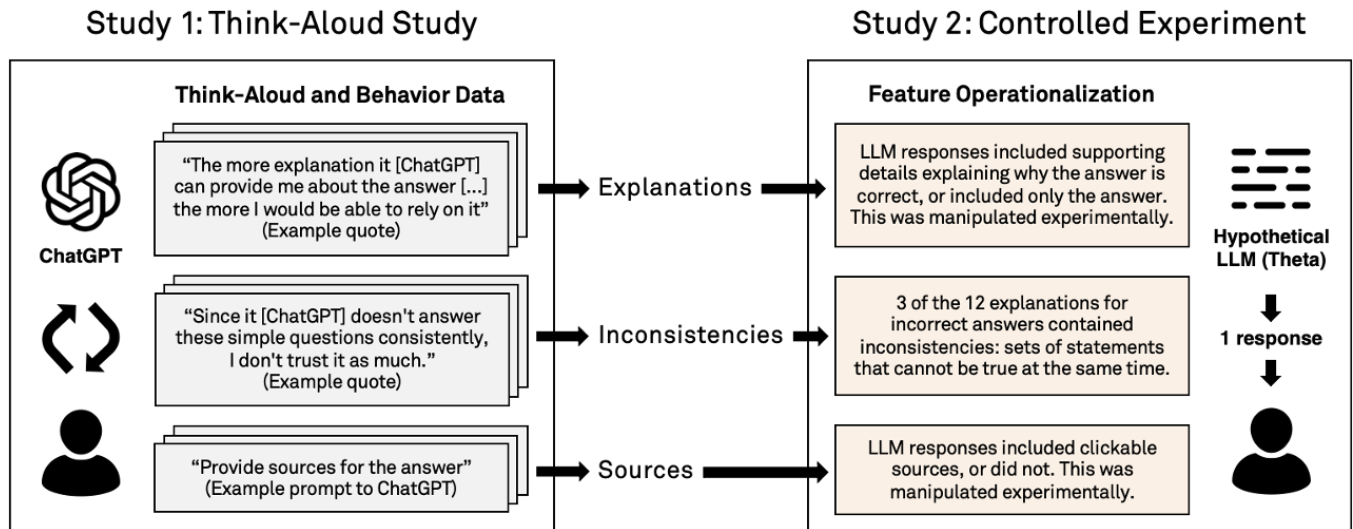 Study 1: Think-Aloud Study
Think-Aloud and Behavior Data
ChatGPT
“The more explanation it [ChatGPT]
can provide me about the answer [...]
the more I would be able to rely on it”
(Example quote)
“Since it [ChatGPT] doesn't answer
these simple questions consistently,
I don't trust it as much.”
(Example quote)
“Provide sources for the answer”
(Example prompt to ChatGPT)
Explanations
Inconsistencies
Sources
Study 2: Controlled Experiment
Feature Operationalization
LLM responses included supporting
details explaining why the answer is
correct, or included only the answer.
This was manipulated experimentally.
3 of the 12 explanations for
incorrect answers contained
inconsistencies: sets of statements
that cannot be true at the same time.
LLM responses included clickable
sources, or did not. This was
manipulated experimentally.
Hypothetical
LLM (Theta)
1 response